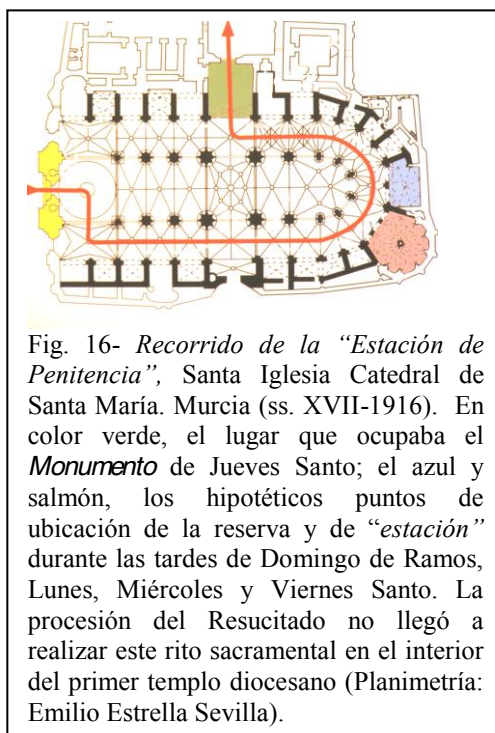 Fig. 16- Recorrido de la “Estación de
Penitencia”, Santa Iglesia Catedral de
Santa María. Murcia (ss. XVII-1916). En
color verde, el lugar que ocupaba el
Monumento de Jueves Santo; el azul y
salmón, los hipotéticos puntos de
ubicación de la reserva y de “estación”
durante las tardes de Domingo de Ramos,
Lunes, Miércoles y Viernes Santo. La
procesión del Resucitado no llegó a
realizar este rito sacramental en el interior
del primer templo diocesano (Planimetría:
Emilio Estrella Sevilla).